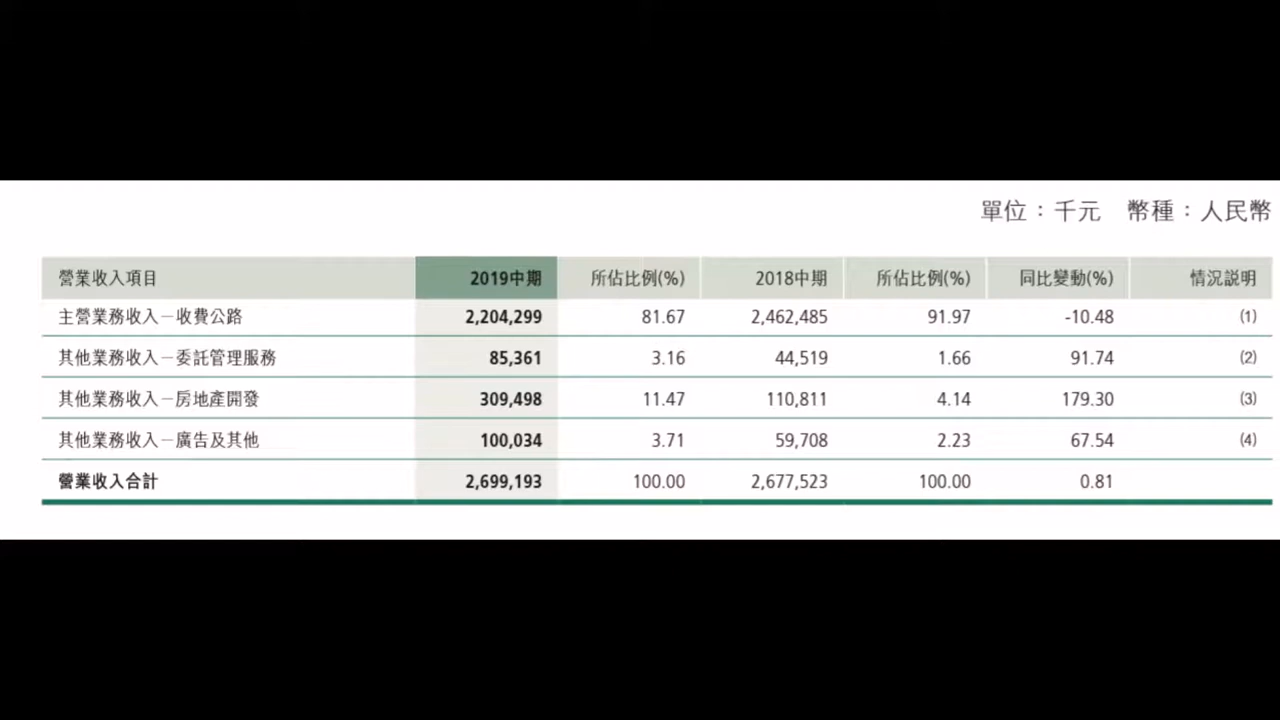 單位：千元　幣種：人民幣
營業收入項目 2019中期 所佔比例(%) 2018中期 所佔比例(%) 同比變動(%) 情況説明
主營業務收入－收費公路 2,204,299 81.67 2,462,485 91.97 -10.48 (1)
其他業務收入－委託管理服務 85,361 3.16 44,519 1.66 91.74 (2)
其他業務收入－房地產開發 309,498 11.47 110,811 4.14 179.30 (3)
其他業務收入－廣告及其他 100,034 3.71 59,708 2.23 67.54 (4)
營業收入合計 2,699,193 100.00 2,677,523 100.00 0.81